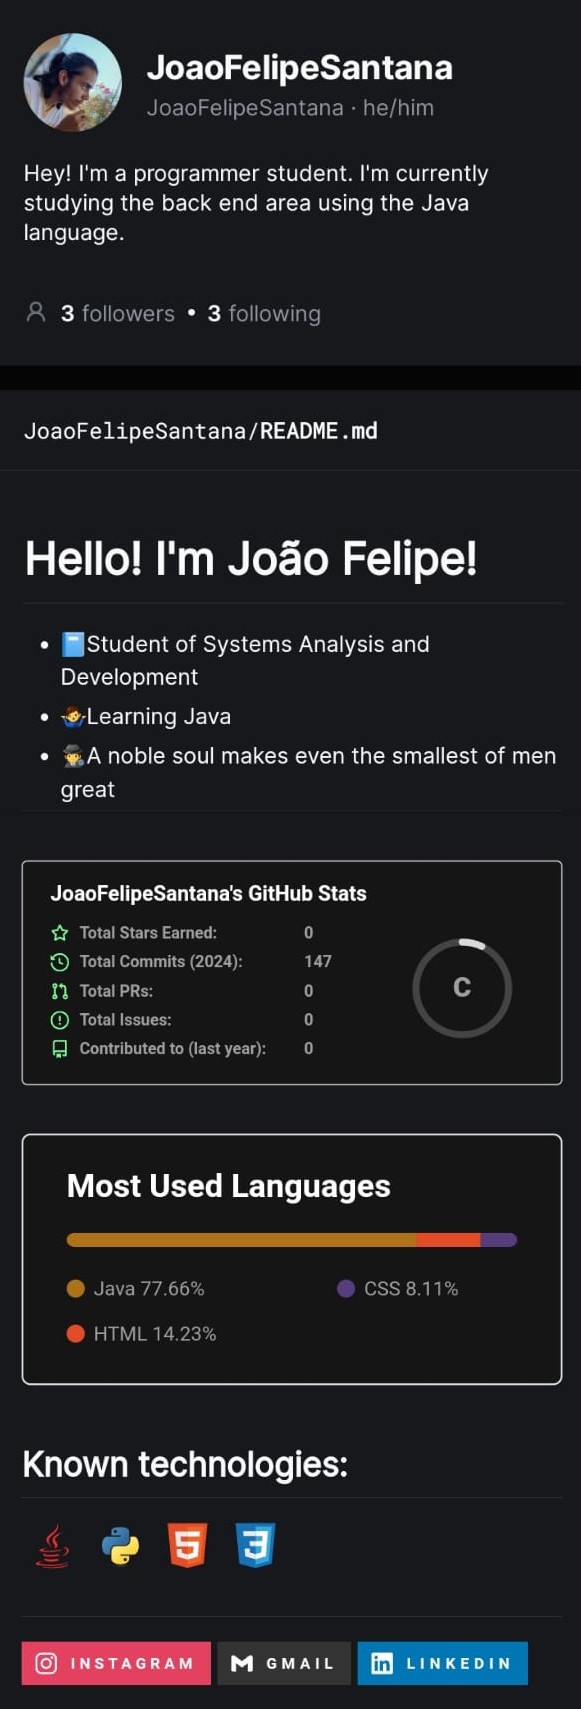 JoaoFelipeSantana
JoaoFelipeSantana · he/him
Hey! I'm a programmer student. I'm currently
studying the back end area using the Java
language.
3 followers • 3 following
JoaoFelipeSantana/README.md
Hello! I'm João Felipe!
• 📘Student of Systems Analysis and
Development
• 🤷‍♂️Learning Java
• 🕵️‍♂️A noble soul makes even the smallest of men
great
JoaoFelipeSantana's GitHub Stats
Total Stars Earned: 0
Total Commits (2024): 147
Total PRs: 0
Total Issues: 0
Contributed to (last year): 0
C
Most Used Languages
Java 77.66%
CSS 8.11%
HTML 14.23%
Known technologies:
5 3
INSTAGRAM GMAIL in LINKEDIN